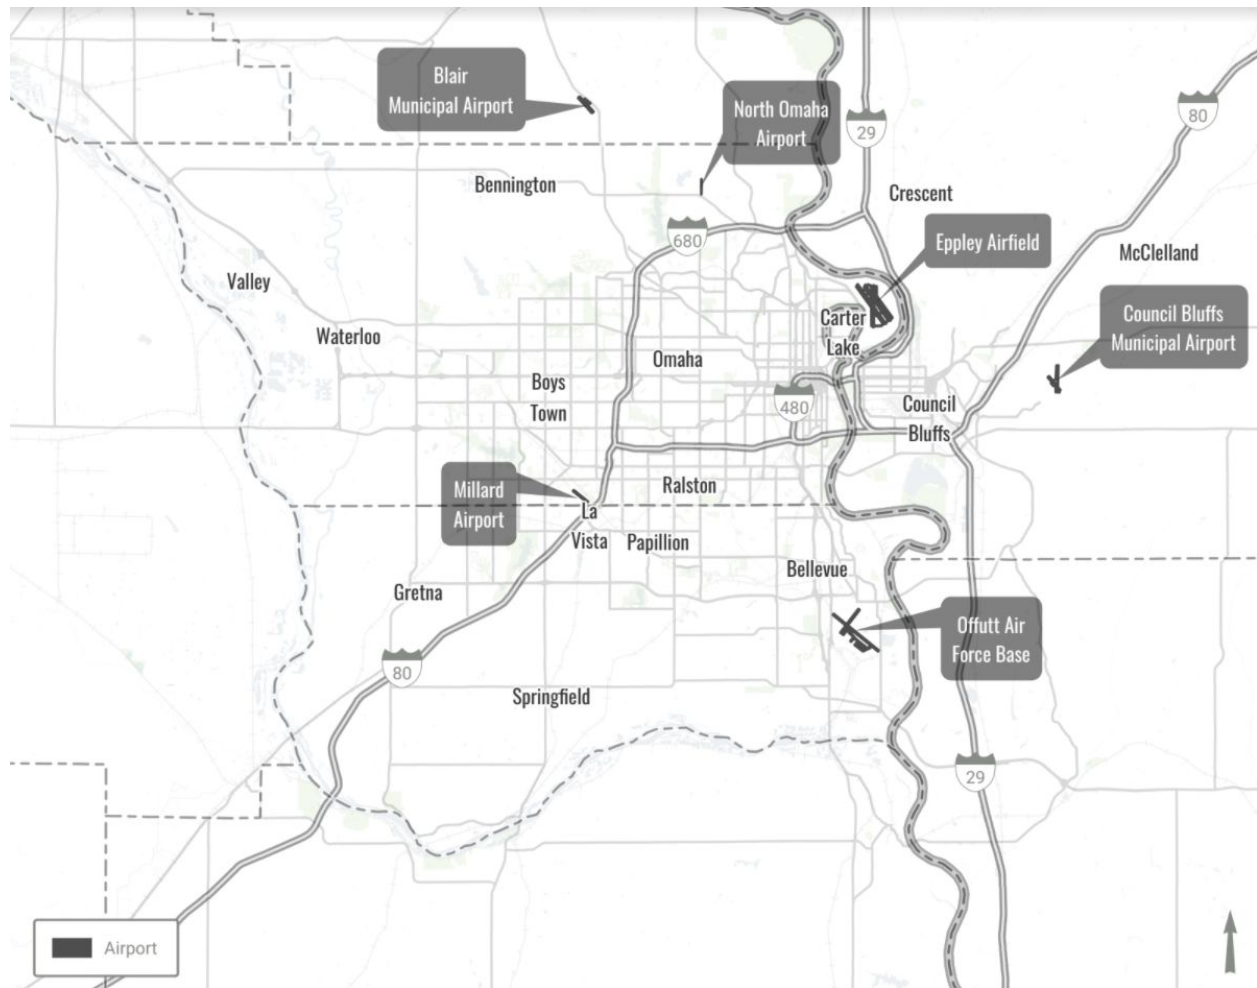 Blair
Municipal Airport
North Omaha
Airport
29
80
Bennington
Crescent
680
Eppley Airfield
McClelland
Valley
Council Bluffs
Municipal Airport
Waterloo
Carter
Lake
Omaha
Boys
Town
480
Council
Bluffs
Millard
Airport
Ralston
La
Vista
Papillion
Bellevue
Gretna
Offutt Air
Force Base
80
Springfield
29
Airport